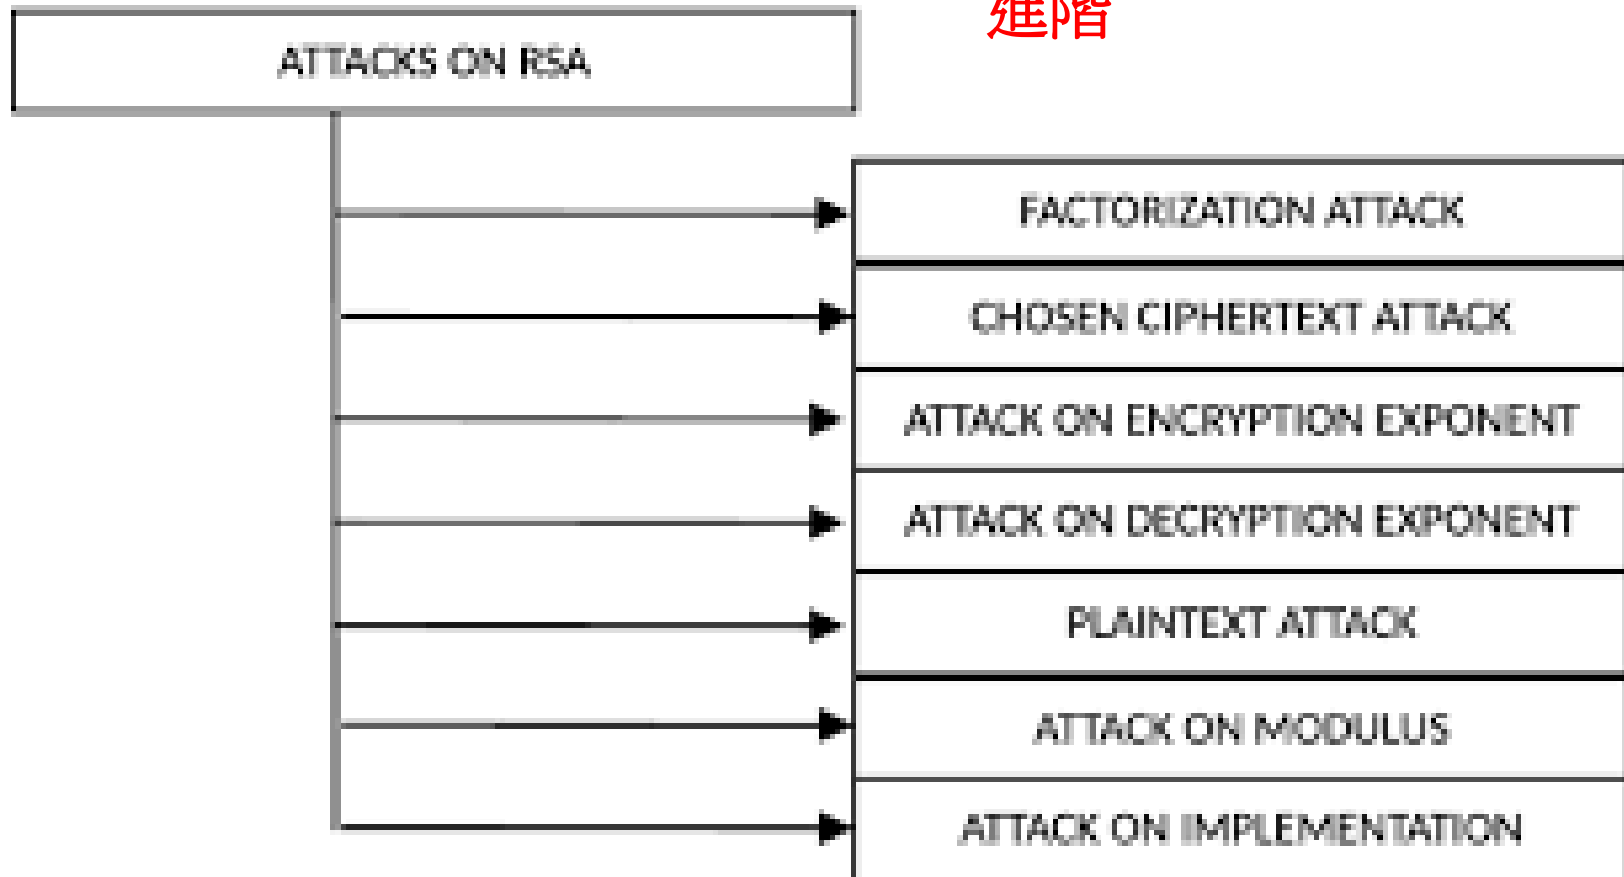 進階
ATTACKS ON RSA
FACTORIZATION ATTACK
CHOSEN CIPHERTEXT ATTACK
ATTACK ON ENCRYPTION EXPONENT
ATTACK ON DECRYPTION EXPONENT
PLAINTEXT ATTACK
ATTACK ON MODULUS
ATTACK ON IMPLEMENTATION